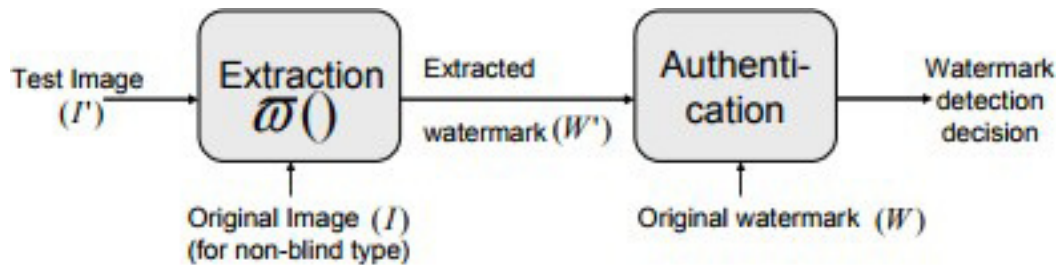 Test Image
(I')
Extraction
ϖ̅()
Extracted
watermark (W')
Authenti-
cation
Watermark
detection
decision
Original Image (I)
(for non-blind type)
Original watermark (W)